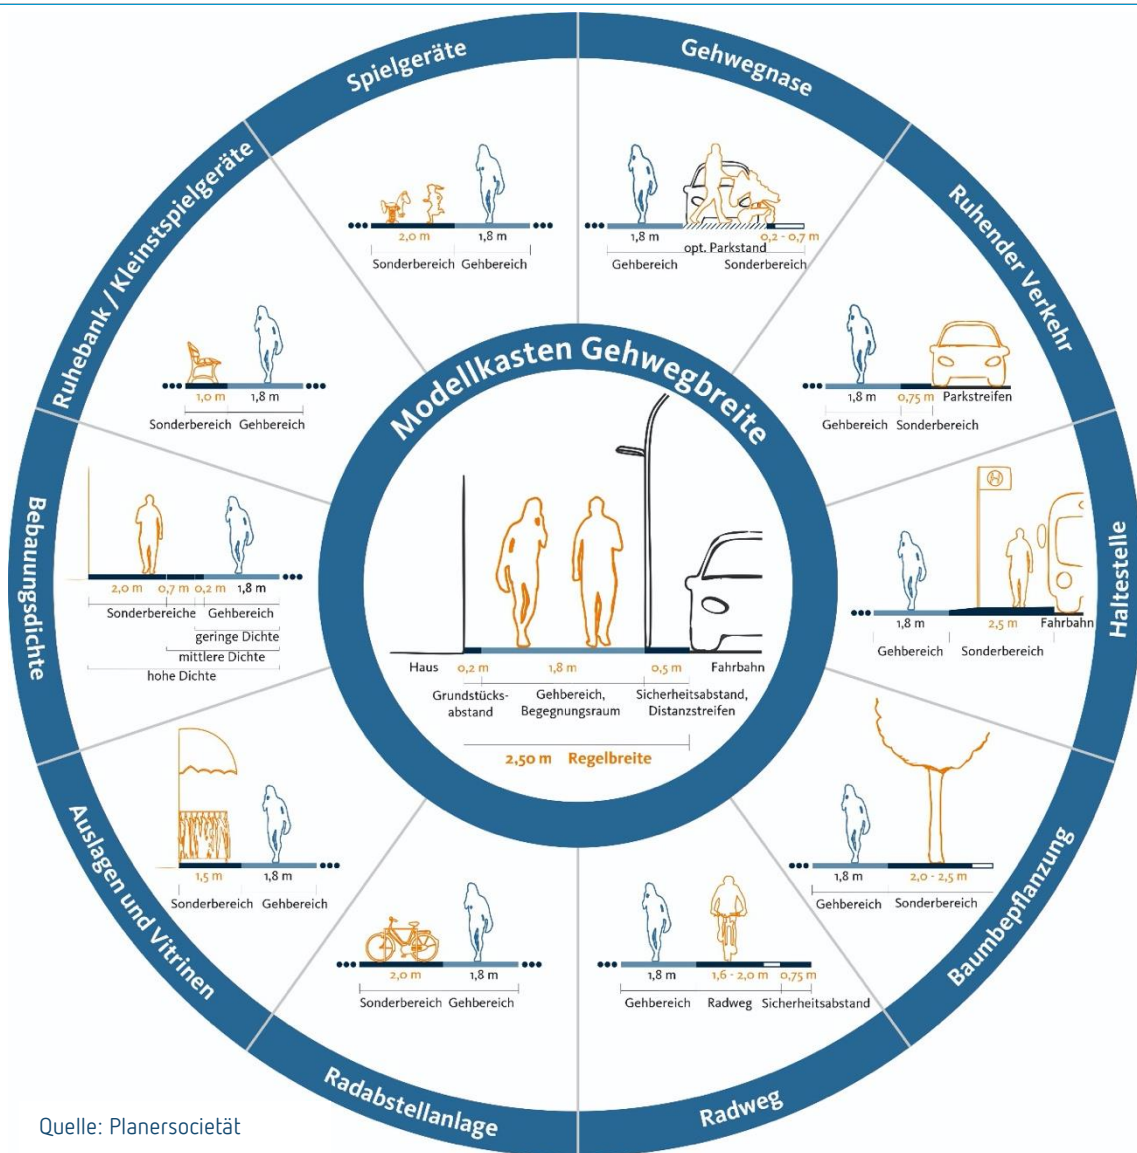 Spielgeräte
Gehwegnase
Ruhender Verkehr
Haltestelle
Baumbepflanzung
Radweg
Radabstellanlage
Auslagen und Vitrinen
Bebauungsdichte
Ruhebank / Kleinstspielgeräte
2,0 m 1,8 m
Sonderbereich Gehbereich
1,8 m 0,2 - 0,7 m
opt. Parkstand
Gehbereich Sonderbereich
1,8 m 0,75 m Parkstreifen
Gehbereich Sonderbereich
H
1,8 m 2,5 m Fahrbahn
Gehbereich Sonderbereich
1,8 m 2,0 - 2,5 m
Gehbereich Sonderbereich
1,8 m 1,6 - 2,0 m 0,75 m
Gehbereich Radweg Sicherheitsabstand
2,0 m 1,8 m
Sonderbereich Gehbereich
1,5 m 1,8 m
Sonderbereich Gehbereich
2,0 m 0,7 m 0,2 m 1,8 m
Sonderbereiche Gehbereich
geringe Dichte
mittlere Dichte
hohe Dichte
1,0 m 1,8 m
Sonderbereich Gehbereich
Modellkasten Gehwegbreite
Haus 0,2 m 1,8 m 0,5 m Fahrbahn
Grundstücks- Gehbereich, Sicherheitsabstand,
abstand Begegnungsraum Distanzstreifen
2,50 m Regelbreite
Quelle: Planersocietät